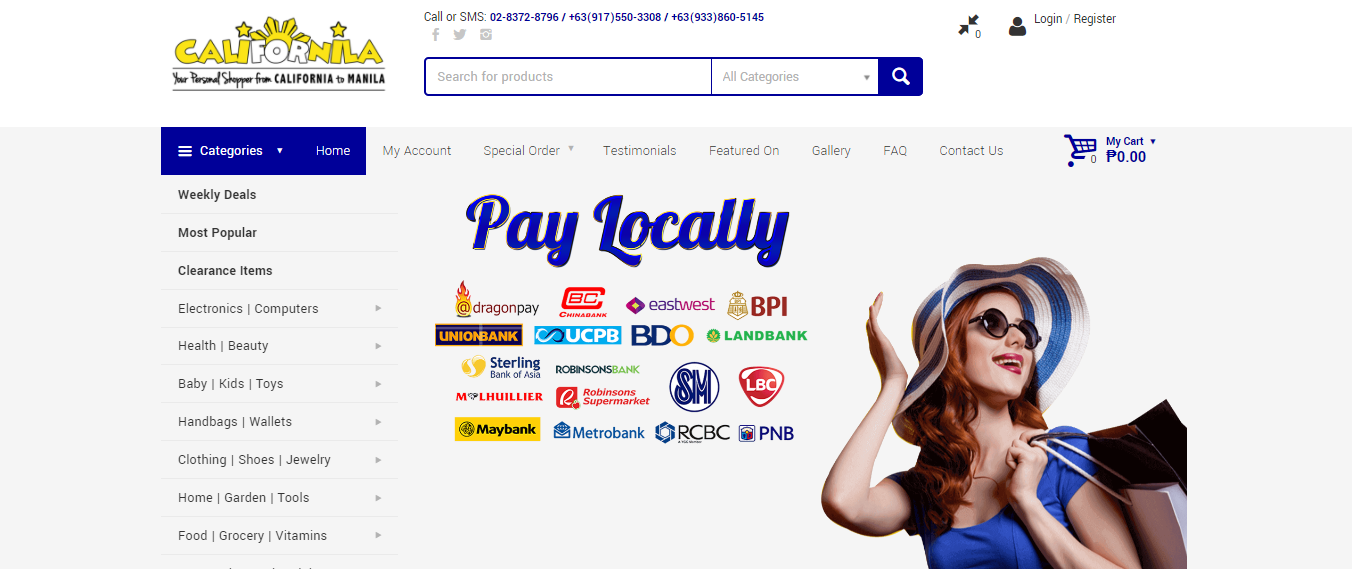 CALIFORNILA
Your Personal Shopper from CALIFORNIA to MANILA
Call or SMS: 02-8372-8796 / +63(917)550-3308 / +63(933)860-5145
0
Login / Register
Search for products
All Categories
Categories
Home
My Account
Special Order
Testimonials
Featured On
Gallery
FAQ
Contact Us
0
My Cart
₱0.00
Weekly Deals
Most Popular
Clearance Items
Electronics | Computers
Health | Beauty
Baby | Kids | Toys
Handbags | Wallets
Clothing | Shoes | Jewelry
Home | Garden | Tools
Food | Grocery | Vitamins
Pay Locally
@dragonpay
CBC
CHINABANK
eastwest
BPI
UNIONBANK
UCPB
BDO
LANDBANK
Sterling
Bank of Asia
ROBINSONSBANK
SM
LBC
MLHUILLIER
Robinsons
Supermarket
Maybank
Metrobank
RCBC
PNB